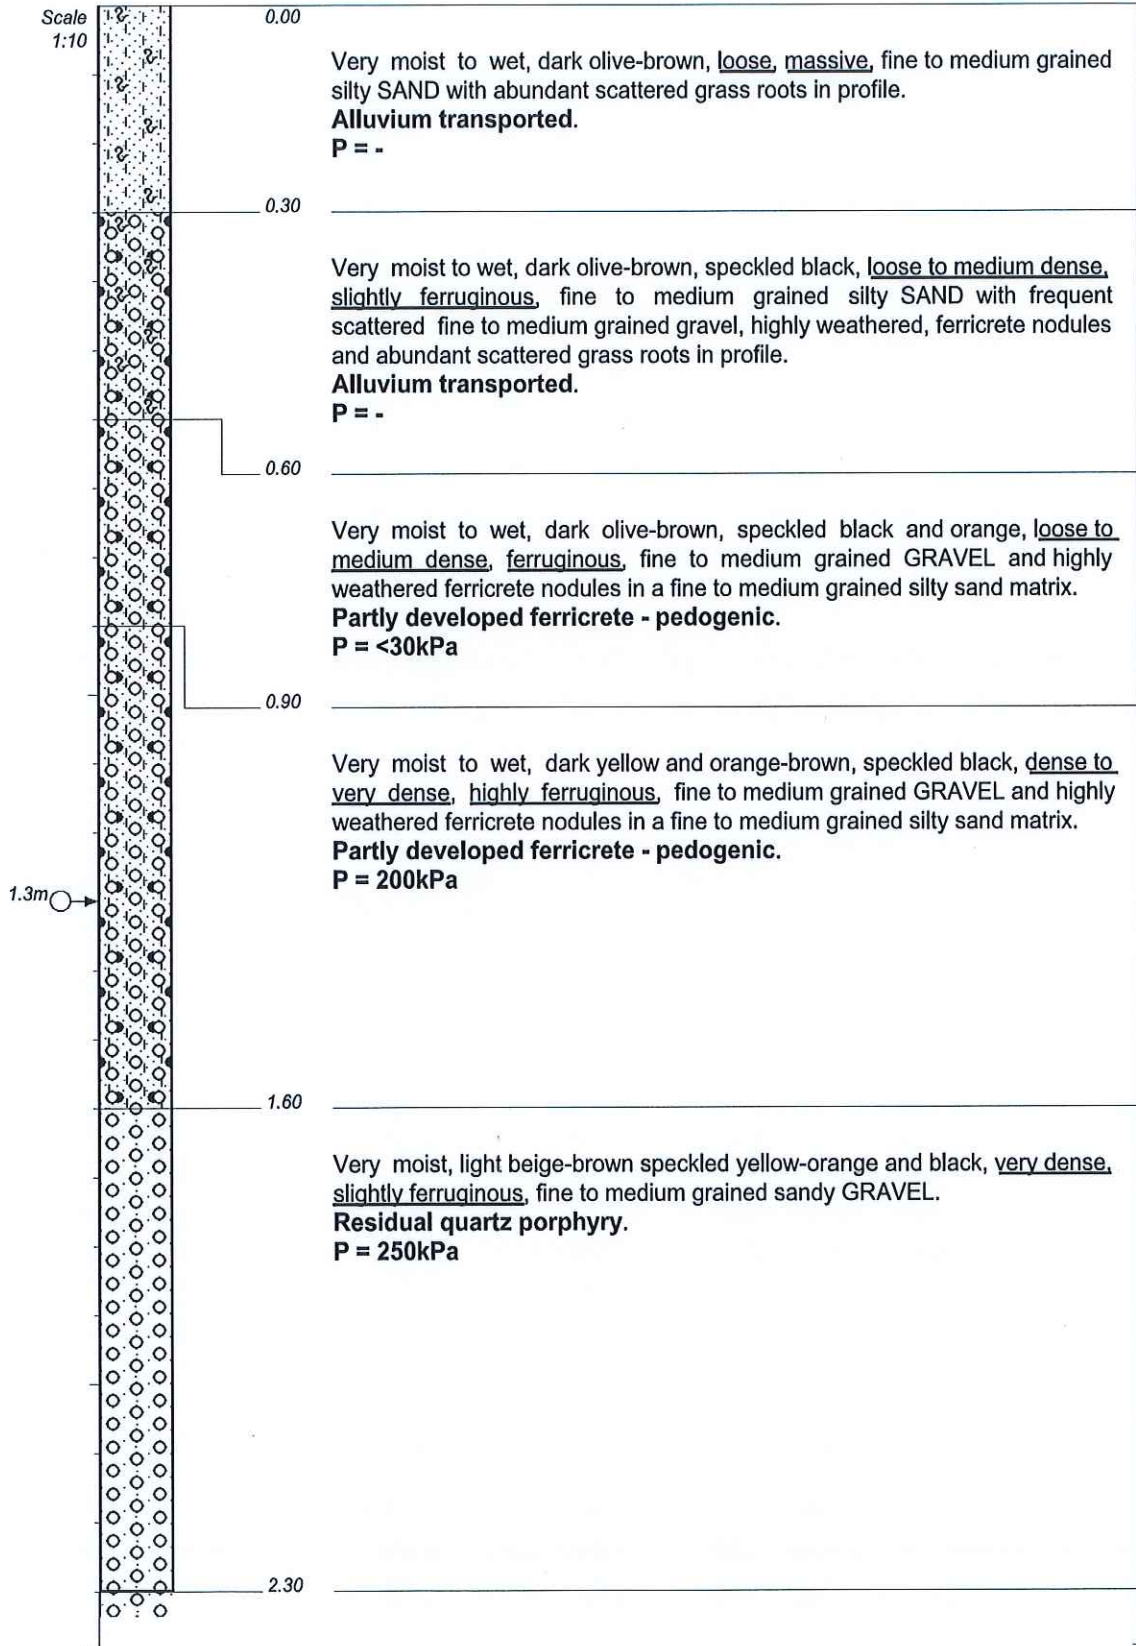 Scale
1:10
0.00
Very moist to wet, dark olive-brown, loose, massive, fine to medium grained
silty SAND with abundant scattered grass roots in profile.
Alluvium transported.
P = -
0.30
Very moist to wet, dark olive-brown, speckled black, loose to medium dense,
slightly ferruginous, fine to medium grained silty SAND with frequent
scattered fine to medium grained gravel, highly weathered, ferricrete nodules
and abundant scattered grass roots in profile.
Alluvium transported.
P = -
0.60
Very moist to wet, dark olive-brown, speckled black and orange, loose to
medium dense, ferruginous, fine to medium grained GRAVEL and highly
weathered ferricrete nodules in a fine to medium grained silty sand matrix.
Partly developed ferricrete - pedogenic.
P = <30kPa
0.90
Very moist to wet, dark yellow and orange-brown, speckled black, dense to
very dense, highly ferruginous, fine to medium grained GRAVEL and highly
weathered ferricrete nodules in a fine to medium grained silty sand matrix.
Partly developed ferricrete - pedogenic.
P = 200kPa
1.3m
1.60
Very moist, light beige-brown speckled yellow-orange and black, very dense,
slightly ferruginous, fine to medium grained sandy GRAVEL.
Residual quartz porphyry.
P = 250kPa
2.30